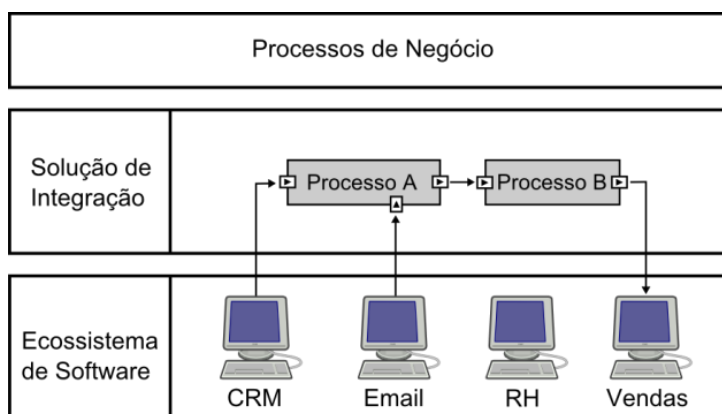 Processos de Negócio
Solução de
Integração
Processo A
Processo B
Ecossistema
de Software
CRM
Email
RH
Vendas